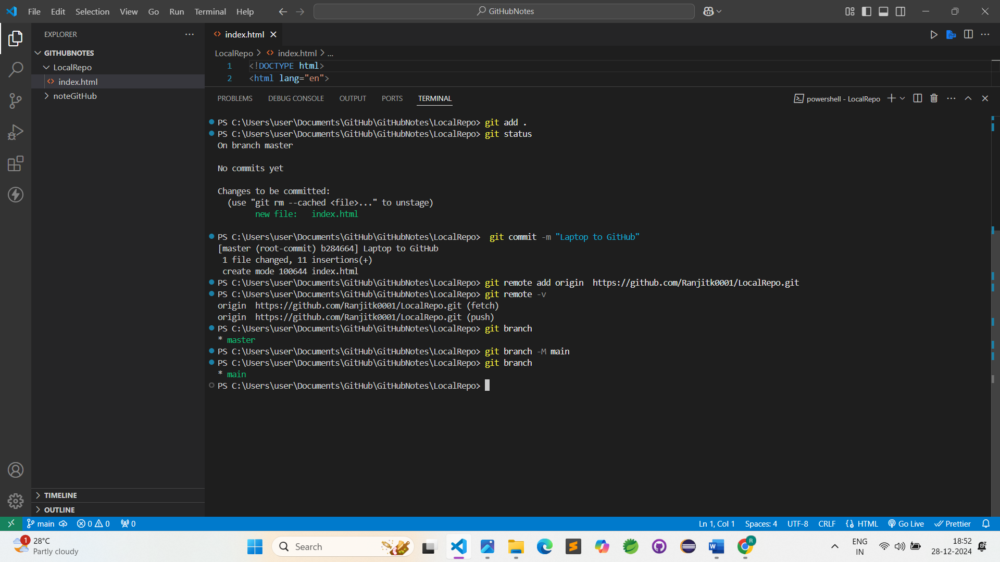 File Edit Selection View Go Run Terminal Help
GitHubNotes
EXPLORER
GITHUBNOTES
LocalRepo
index.html
noteGitHub
TIMELINE
OUTLINE
index.html
LocalRepo > index.html > ...
1 <!DOCTYPE html>
2 <html lang="en">
PROBLEMS DEBUG CONSOLE OUTPUT PORTS TERMINAL
powershell - LocalRepo
PS C:\Users\user\Documents\GitHub\GitHubNotes\LocalRepo> git add .
PS C:\Users\user\Documents\GitHub\GitHubNotes\LocalRepo> git status
On branch master
No commits yet
Changes to be committed:
(use "git rm --cached <file>..." to unstage)
new file: index.html
PS C:\Users\user\Documents\GitHub\GitHubNotes\LocalRepo> git commit -m "Laptop to GitHub"
[master (root-commit) b284664] Laptop to GitHub
1 file changed, 11 insertions(+)
create mode 100644 index.html
PS C:\Users\user\Documents\GitHub\GitHubNotes\LocalRepo> git remote add origin https://github.com/Ranjitk0001/LocalRepo.git
PS C:\Users\user\Documents\GitHub\GitHubNotes\LocalRepo> git remote -v
origin https://github.com/Ranjitk0001/LocalRepo.git (fetch)
origin https://github.com/Ranjitk0001/LocalRepo.git (push)
PS C:\Users\user\Documents\GitHub\GitHubNotes\LocalRepo> git branch
* master
PS C:\Users\user\Documents\GitHub\GitHubNotes\LocalRepo> git branch -M main
PS C:\Users\user\Documents\GitHub\GitHubNotes\LocalRepo> git branch
* main
PS C:\Users\user\Documents\GitHub\GitHubNotes\LocalRepo>
main 0 0 0
Ln 1, Col 1 Spaces: 4 UTF-8 CRLF {} HTML Go Live Prettier
1
28°C
Partly cloudy
Search
R
ENG
IN
18:52
28-12-2024